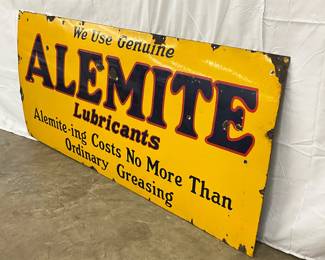 We Use Genuine
ALEMITE
Lubricants
Alemite-ing Costs No More Than
Ordinary Greasing